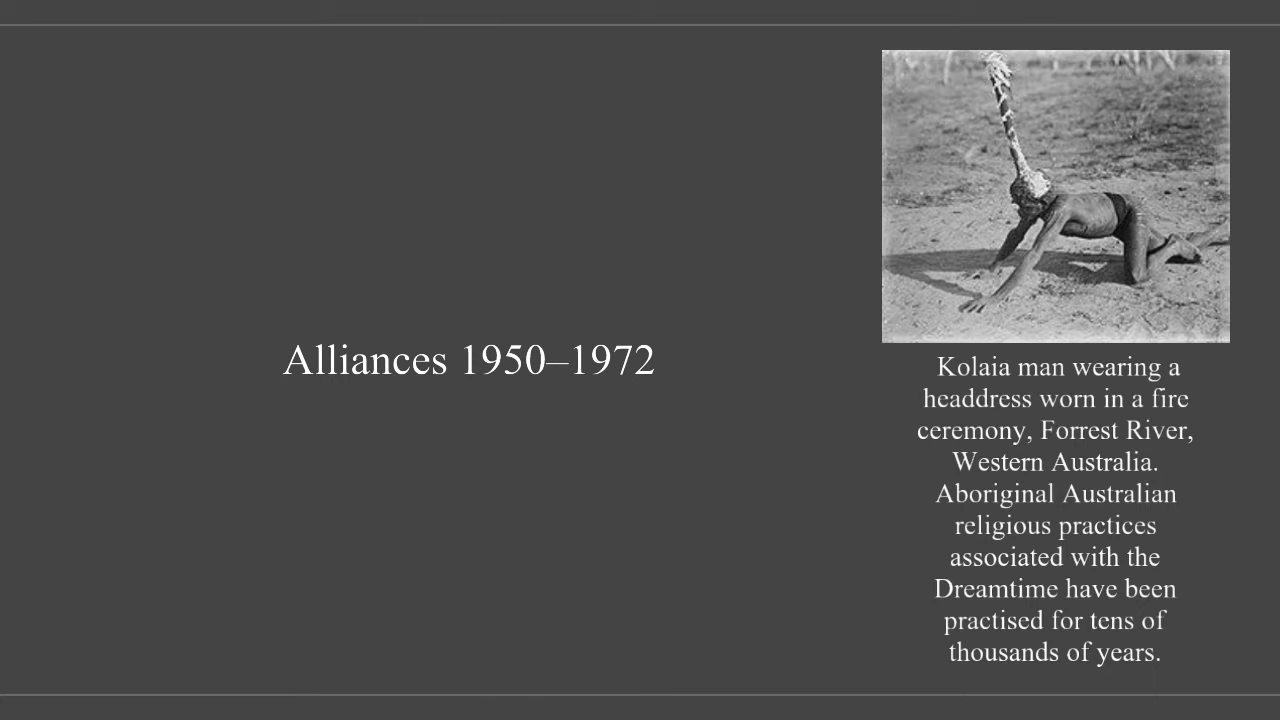 Alliances 1950–1972
Kolaia man wearing a
headdress worn in a fire
ceremony, Forrest River,
Western Australia.
Aboriginal Australian
religious practices
associated with the
Dreamtime have been
practised for tens of
thousands of years.